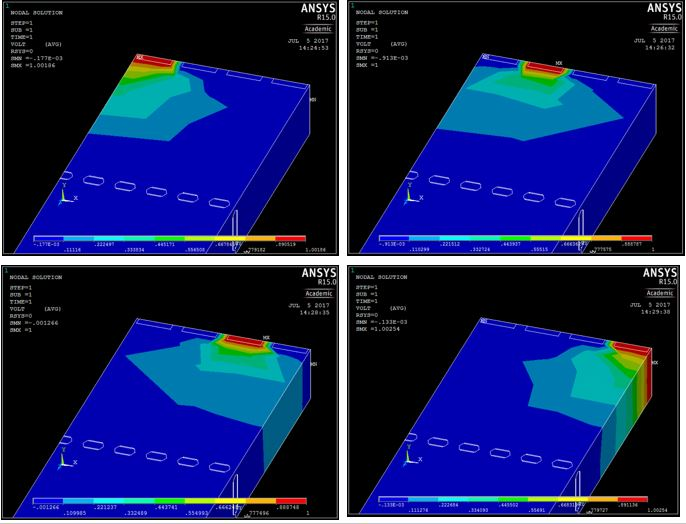 1
NODAL SOLUTION
STEP=1
SUB =1
TIME=1
VOLT (AVG)
RSYS=0
SMN =-.177E-03
SMX =1.00186
ANSYS
R15.0
Academic
JUL 5 2017
14:26:53
MX
MN
Y
X
-.177E-03 .222497 .445171 .890519
.11116 .333834 .556508 .779182 1.00186
1
NODAL SOLUTION
STEP=1
SUB =1
TIME=1
VOLT (AVG)
RSYS=0
SMN =-.913E-03
SMX =1
ANSYS
R15.0
Academic
JUL 5 2017
14:26:32
MX
MN
Y
X
-.913E-03 .221512 .443937 .888787
.110299 .332724 .55515 .777575 1
1
NODAL SOLUTION
STEP=1
SUB =1
TIME=1
VOLT (AVG)
RSYS=0
SMN =-.001266
SMX =1
ANSYS
R15.0
Academic
JUL 5 2017
14:28:35
MX
MN
Y
X
-.001266 .221237 .443741 .888748
.109985 .332489 .554993 .777496 1
1
NODAL SOLUTION
STEP=1
SUB =1
TIME=1
VOLT (AVG)
RSYS=0
SMN =-.133E-03
SMX =1.00254
ANSYS
R15.0
Academic
JUL 5 2017
14:29:38
MX
Y
X
-.133E-03 .222684 .445502 .891136
.111276 .334093 .55691 .779727 1.00254